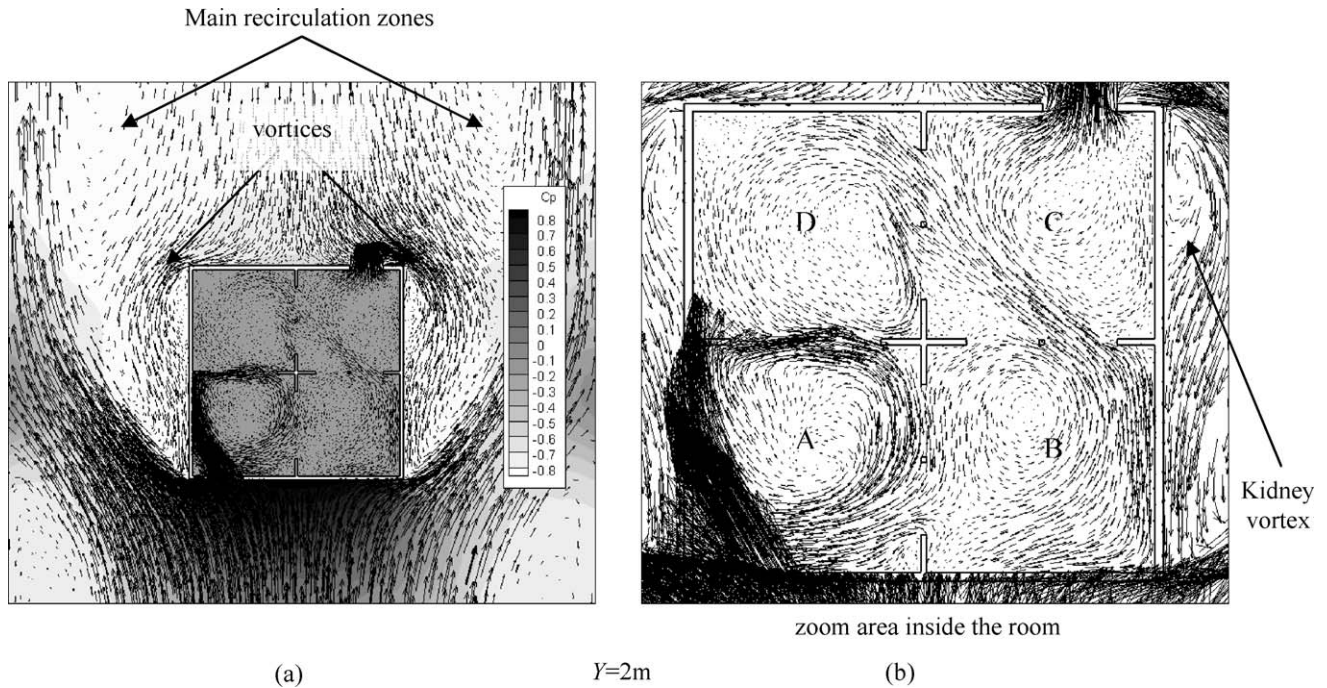 Main recirculation zones
vortices
Cp
0.8
0.7
0.6
0.5
0.4
0.3
0.2
0.1
0
-0.1
-0.2
-0.3
-0.4
-0.5
-0.6
-0.7
-0.8
D
C
A
B
Kidney
vortex
zoom area inside the room
(a)
Y=2m
(b)